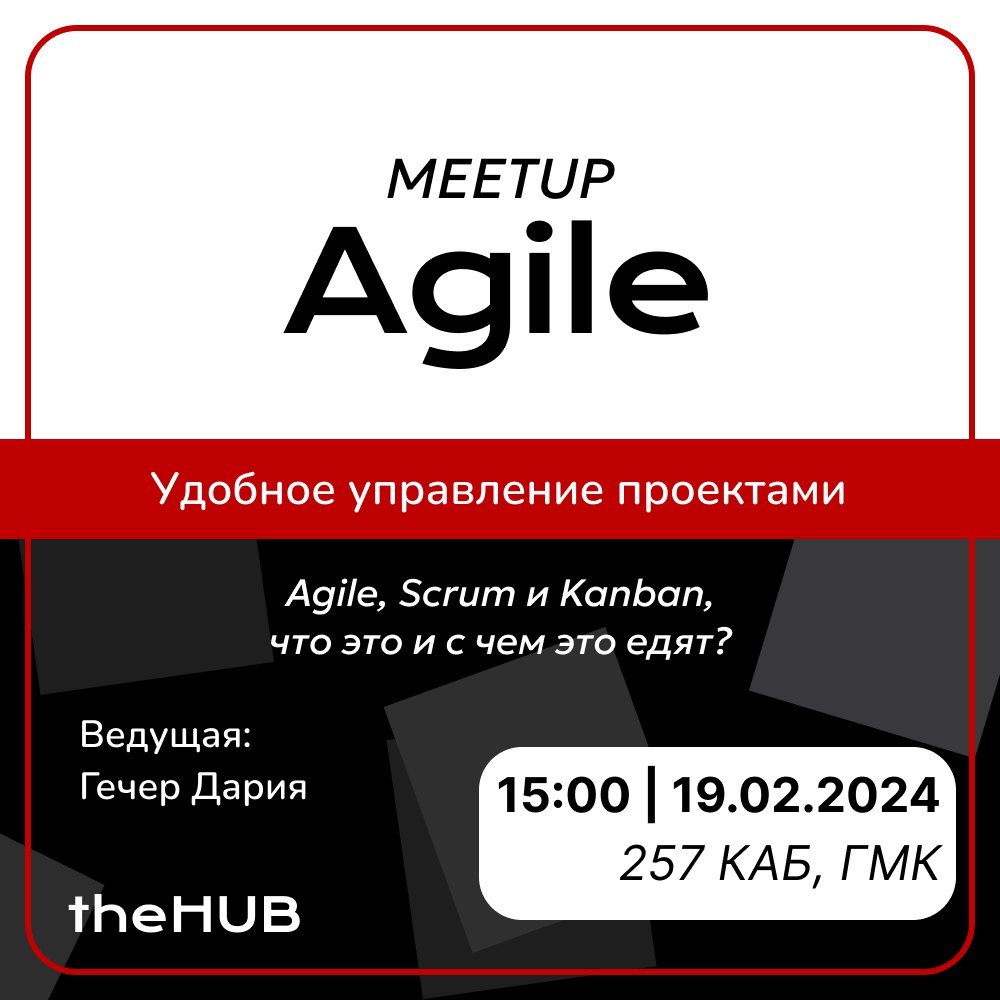 MEETUP
Agile
Удобное управление проектами
Agile, Scrum и Kanban,
что это и с чем это едят?
Ведущая:
Гечер Дария
15:00 | 19.02.2024
257 КАБ, ГМК
theHUB